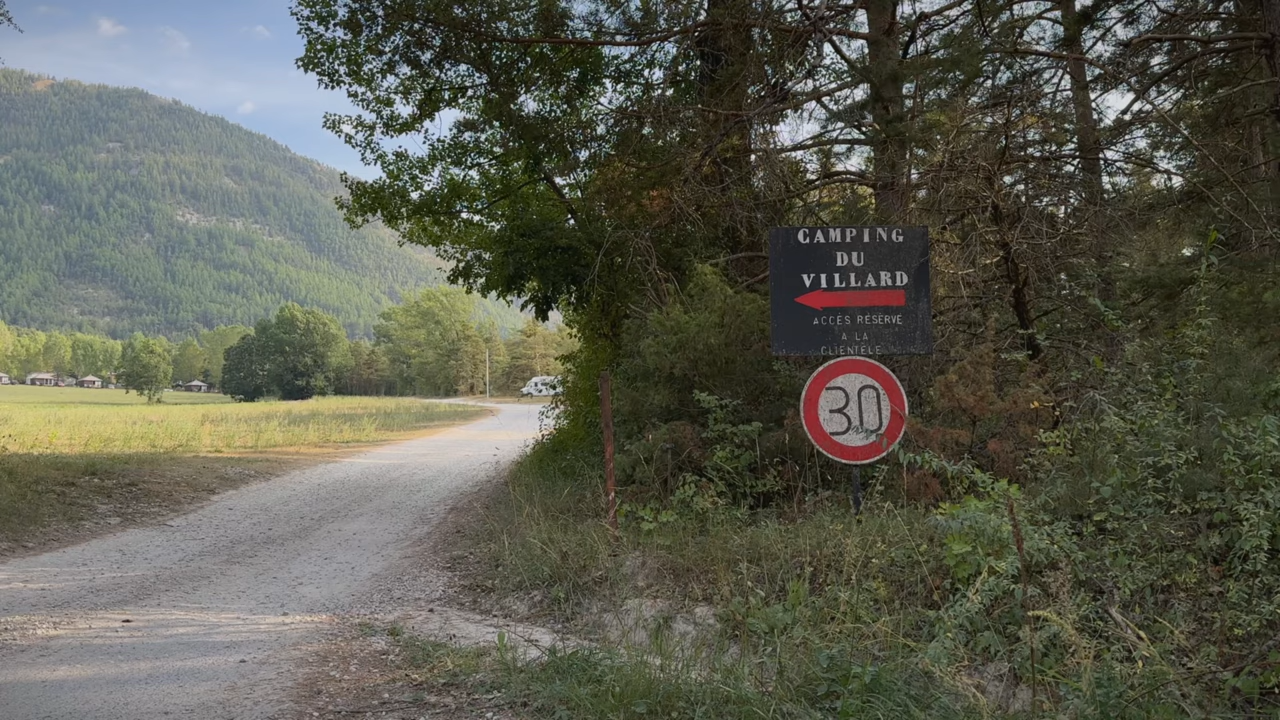 CAMPING
DU
VILLARD
ACCÈS RÉSERVÉ
A LA
CLIENTÈLE
30